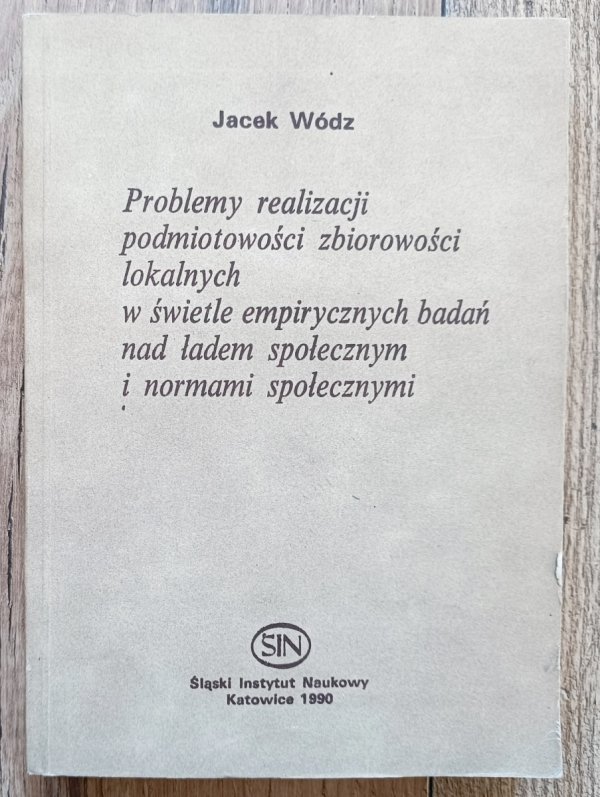 Jacek Wódz
Problemy realizacji
podmiotowości zbiorowości
lokalnych
w świetle empirycznych badań
nad ładem społecznym
i normami społecznymi
ŚIN
Śląski Instytut Naukowy
Katowice 1990